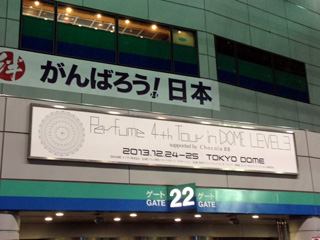 がんばろう!日本
Perfume 4th Tour in DOME LEVEL3
supported by Chocola BB
2013.12.24-25 TOKYO DOME
ゲート 22 ゲート
GATE GATE